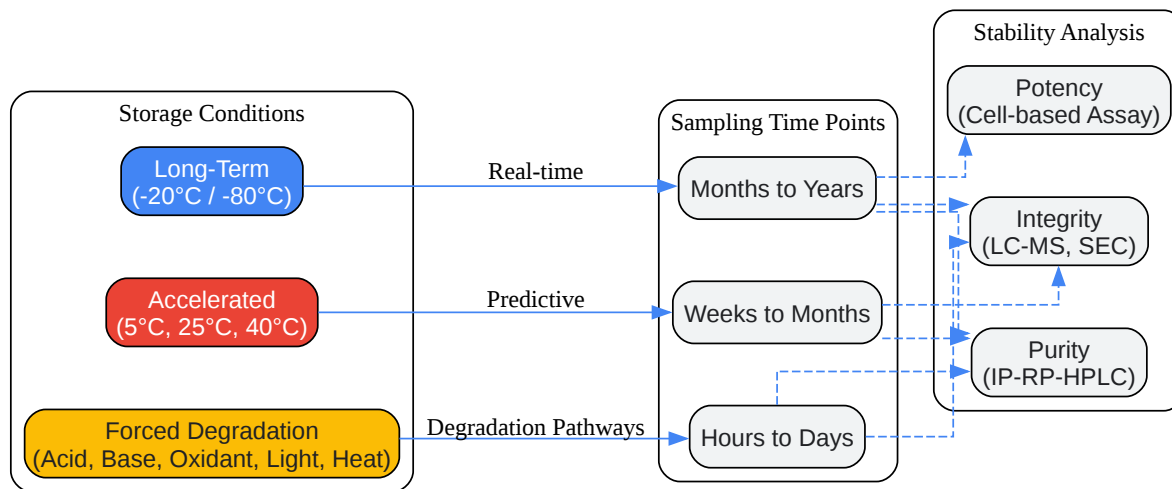 Storage Conditions
Long-Term
(-20°C / -80°C)
Accelerated
(5°C, 25°C, 40°C)
Forced Degradation
(Acid, Base, Oxidant, Light, Heat)
Real-time
Predictive
Degradation Pathways
Sampling Time Points
Months to Years
Weeks to Months
Hours to Days
Stability Analysis
Potency
(Cell-based Assay)
Integrity
(LC-MS, SEC)
Purity
(IP-RP-HPLC)